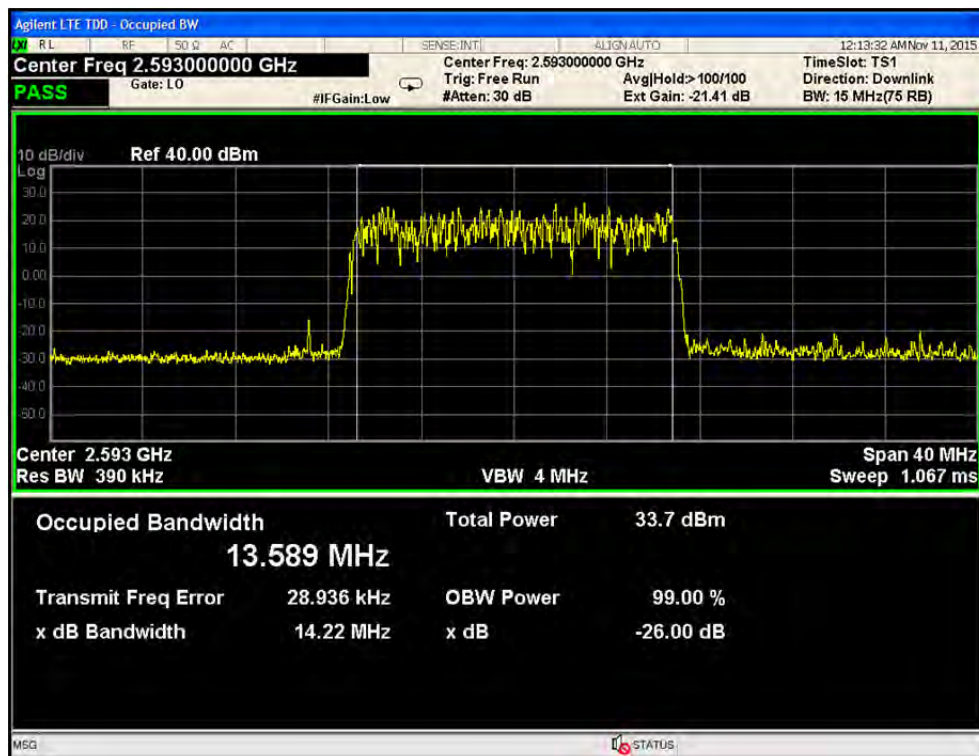 Agilent LTE TDD - Occupied BW
LXI RL RF 50 Ω AC SENSE:INT ALIGN AUTO 12:13:32 AM Nov 11, 2015
Center Freq 2.593000000 GHz
PASS
Gate: LO
#IFGain:Low
Center Freq: 2.593000000 GHz
Trig: Free Run Avg|Hold:>100/100
#Atten: 30 dB Ext Gain: -21.41 dB
TimeSlot: TS1
Direction: Downlink
BW: 15 MHz(75 RB)
10 dB/div Ref 40.00 dBm
Log
30.0
20.0
10.0
0.00
-10.0
-20.0
-30.0
-40.0
-50.0
Center 2.593 GHz Span 40 MHz
Res BW 390 kHz VBW 4 MHz Sweep 1.067 ms
Occupied Bandwidth Total Power 33.7 dBm
13.589 MHz
Transmit Freq Error 28.936 kHz OBW Power 99.00 %
x dB Bandwidth 14.22 MHz x dB -26.00 dB
MSG STATUS